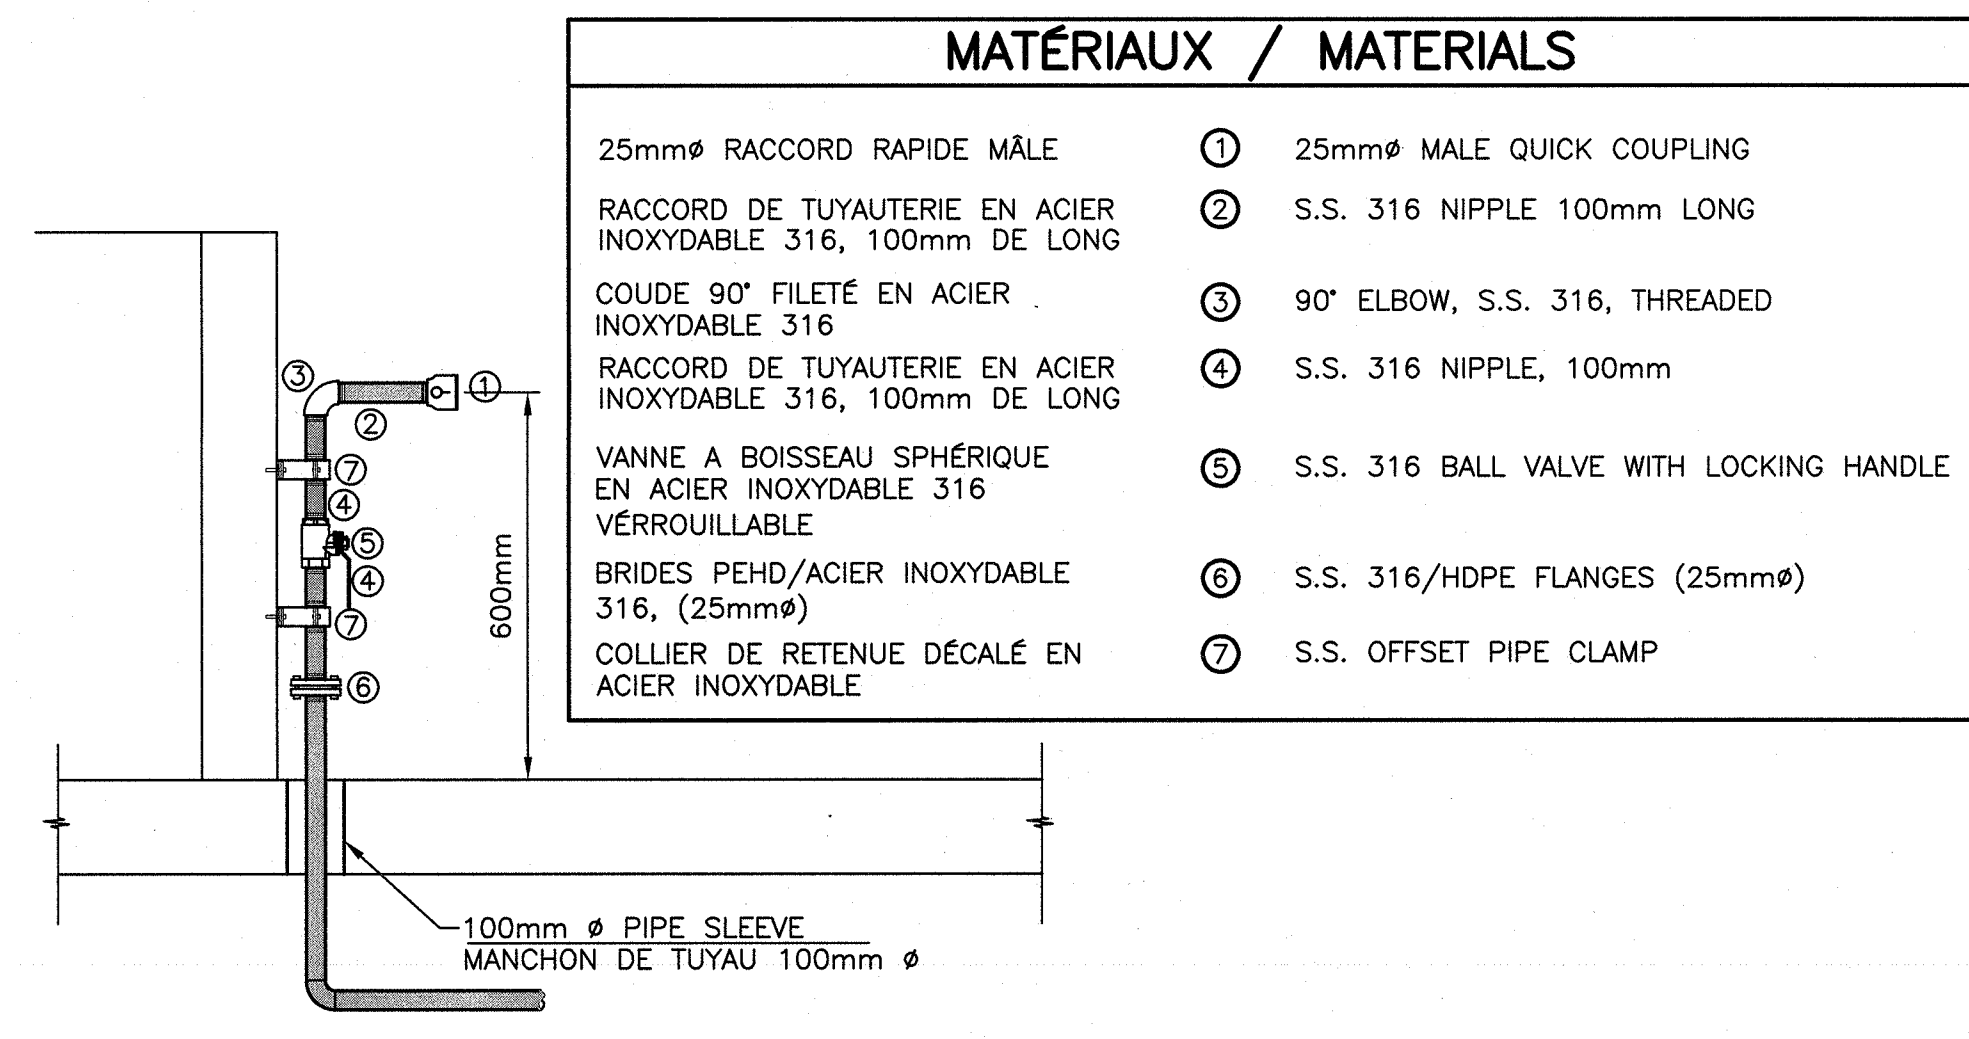 MATÉRIAUX / MATERIALS
25mmø RACCORD RAPIDE MÂLE
1
25mmø MALE QUICK COUPLING
RACCORD DE TUYAUTERIE EN ACIER
INOXYDABLE 316, 100mm DE LONG
2
S.S. 316 NIPPLE 100mm LONG
COUDE 90° FILETÉ EN ACIER
INOXYDABLE 316
3
90° ELBOW, S.S. 316, THREADED
RACCORD DE TUYAUTERIE EN ACIER
INOXYDABLE 316, 100mm DE LONG
4
S.S. 316 NIPPLE, 100mm
VANNE A BOISSEAU SPHÉRIQUE
EN ACIER INOXYDABLE 316
VÉRROUILLABLE
5
S.S. 316 BALL VALVE WITH LOCKING HANDLE
BRIDES PEHD/ACIER INOXYDABLE
316, (25mmø)
6
S.S. 316/HDPE FLANGES (25mmø)
COLLIER DE RETENUE DÉCALÉ EN
ACIER INOXYDABLE
7
S.S. OFFSET PIPE CLAMP
3
1
2
7
4
5
4
7
6
600mm
100mm ø PIPE SLEEVE
MANCHON DE TUYAU 100mm ø